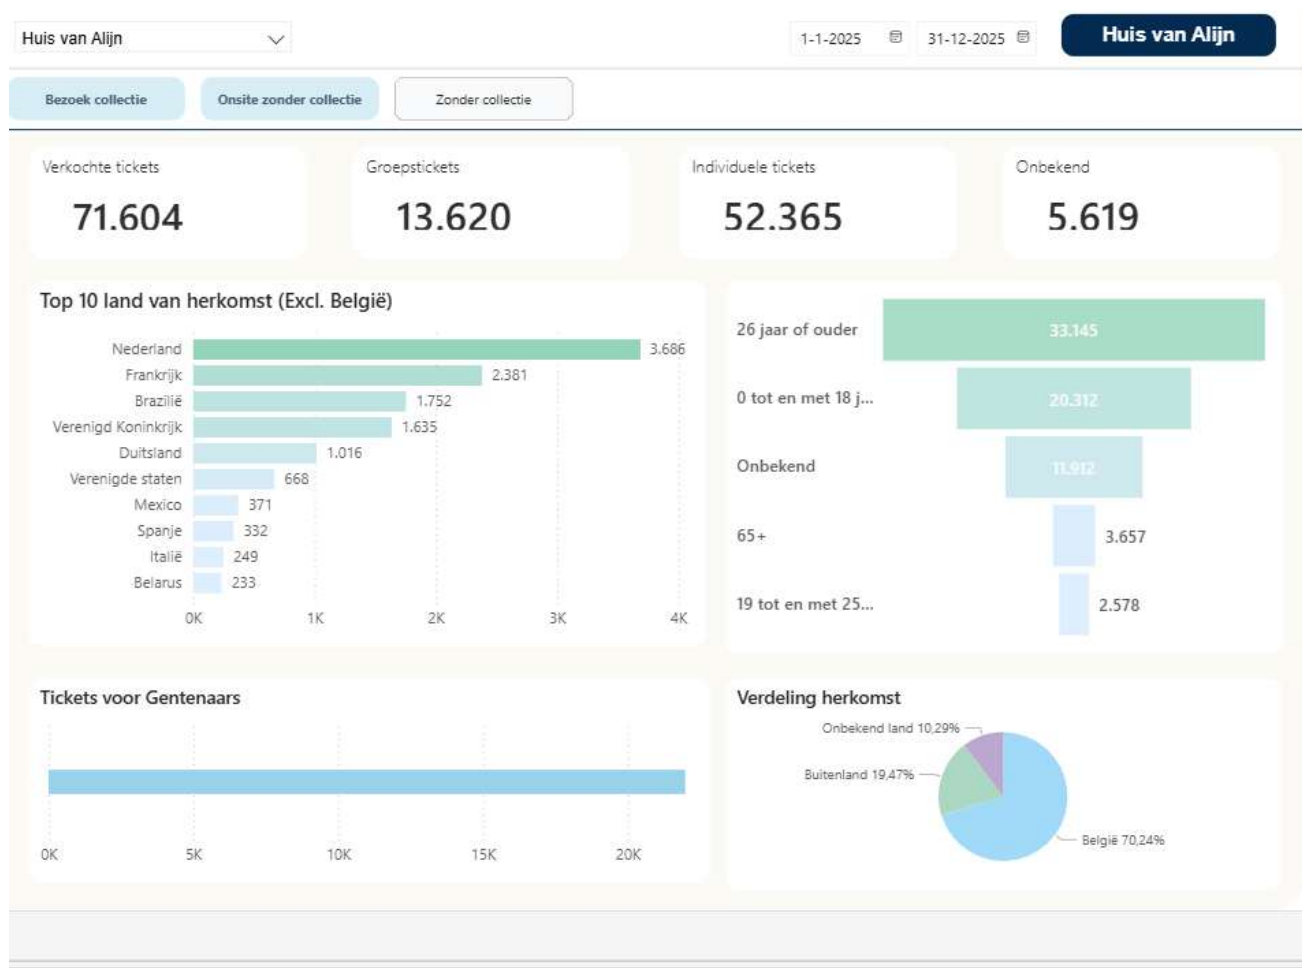 Huis van Alijn
1-1-2025
31-12-2025
Huis van Alijn
Bezoek collectie
Onsite zonder collectie
Zonder collectie
Verkochte tickets
71.604
Groepstickets
13.620
Individuele tickets
52.365
Onbekend
5.619
Top 10 land van herkomst (Excl. België)
Nederland 3.686
Frankrijk 2.381
Brazilië 1.752
Verenigd Koninkrijk 1.635
Duitsland 1.016
Verenigde staten 668
Mexico 371
Spanje 332
Italië 249
Belarus 233
0K 1K 2K 3K 4K
26 jaar of ouder 33.145
0 tot en met 18 j... 20.312
Onbekend 11.912
65+ 3.657
19 tot en met 25... 2.578
Tickets voor Gentenaars
0K 5K 10K 15K 20K
Verdeling herkomst
Onbekend land 10,29%
Buitenland 19,47%
België 70,24%